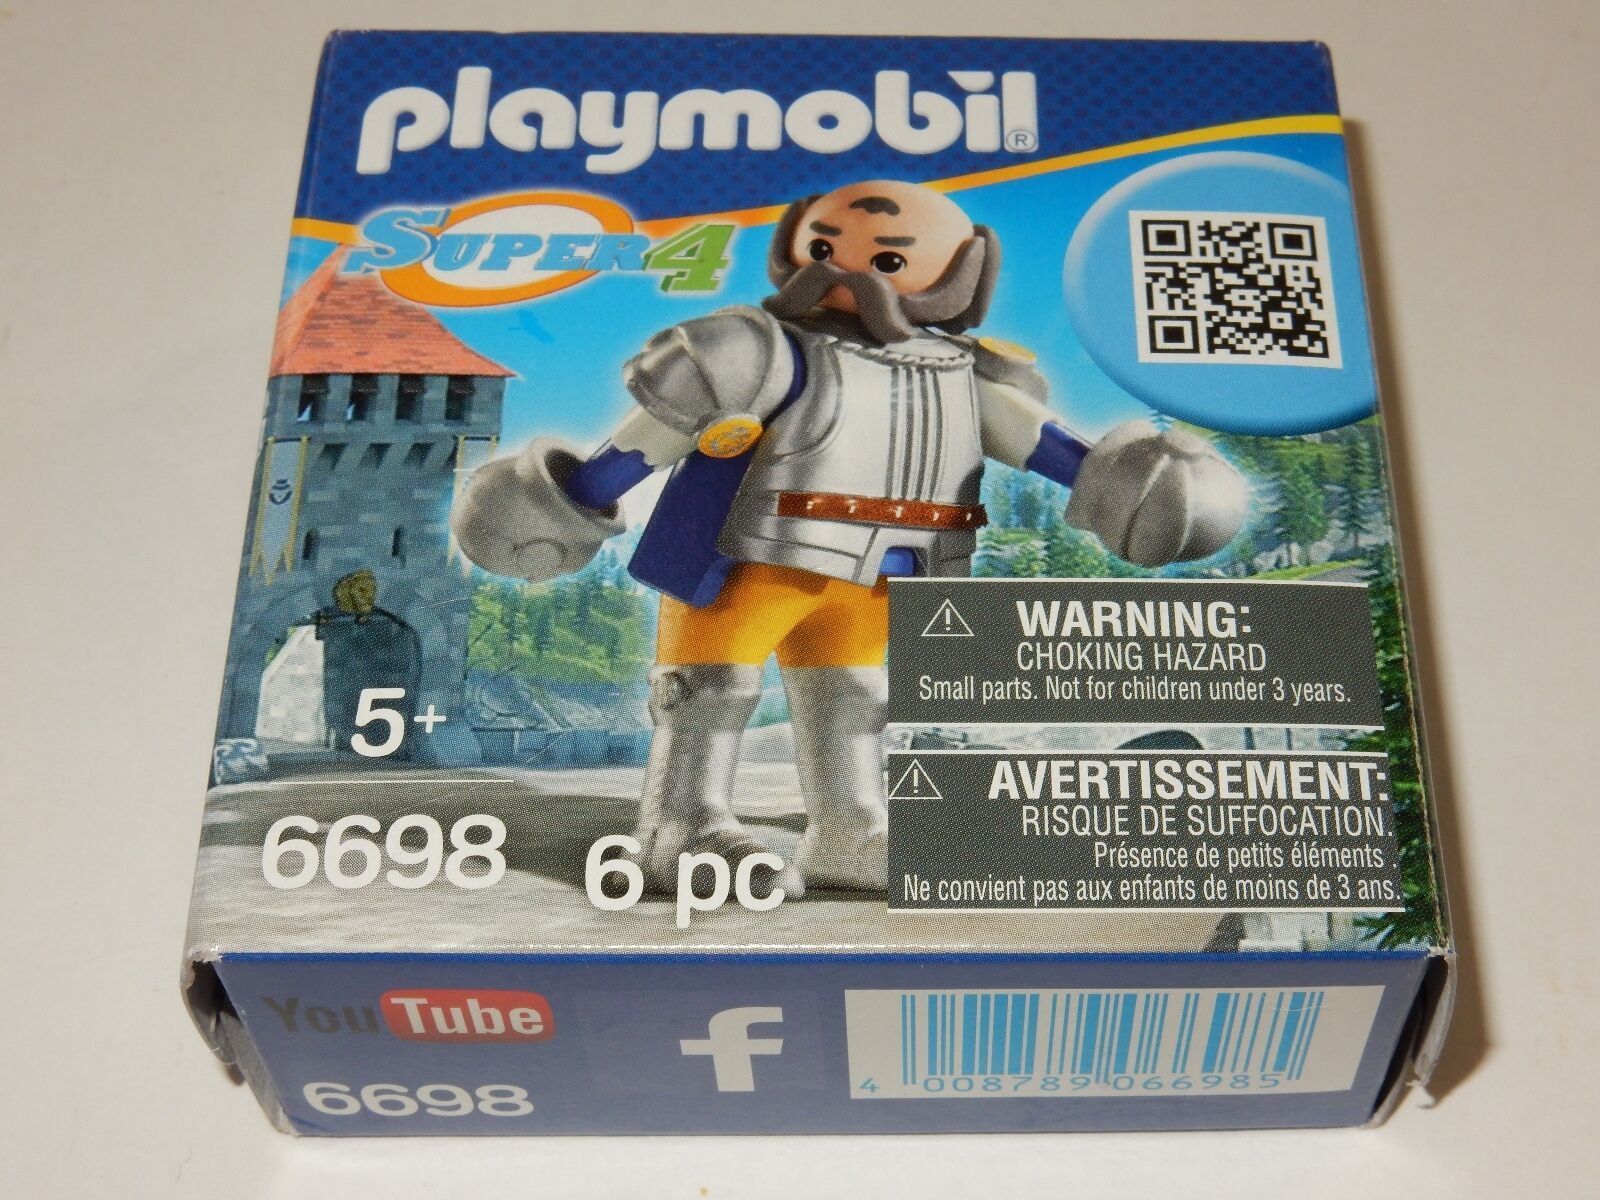 playmobil®
SUPER 4
WARNING:
CHOKING HAZARD
Small parts. Not for children under 3 years.
5+
AVERTISSEMENT:
RISQUE DE SUFFOCATION.
Présence de petits éléments.
Ne convient pas aux enfants de moins de 3 ans.
6698
6 pc
YouTube
f
6698
4 008789 066985